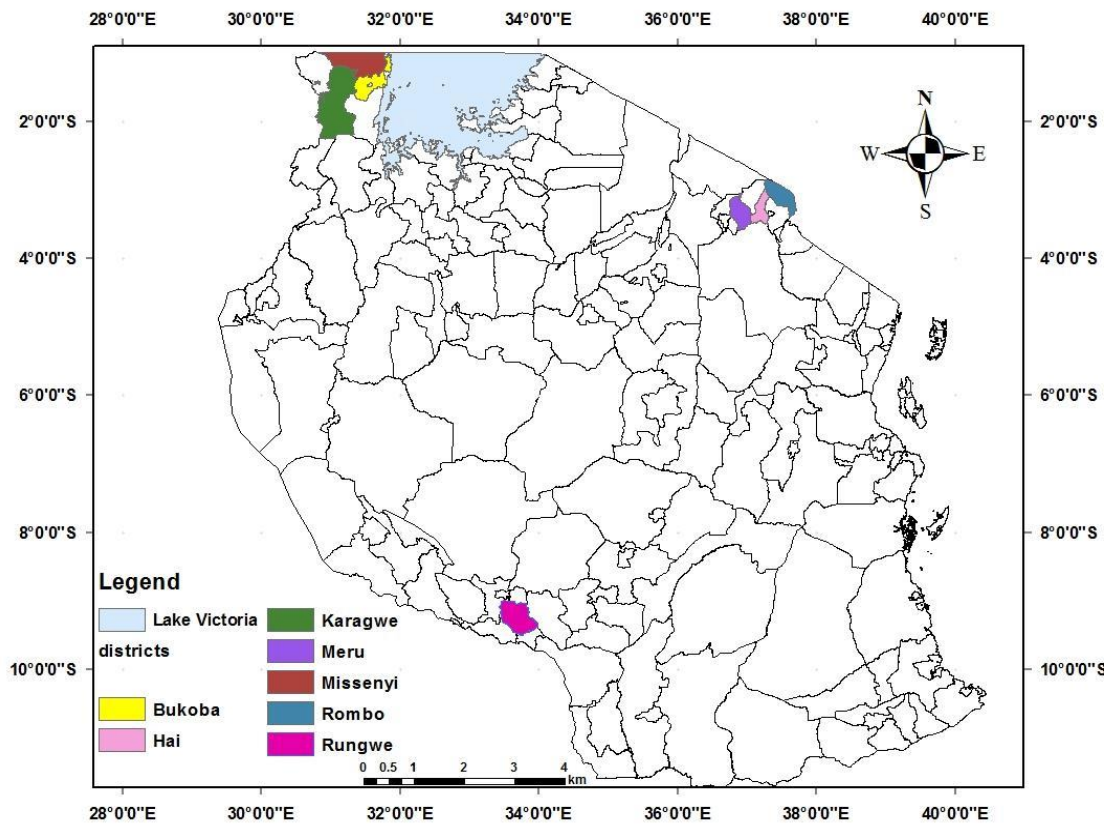 28°0'0"E 30°0'0"E 32°0'0"E 34°0'0"E 36°0'0"E 38°0'0"E 40°0'0"E
N
W E
S
2°0'0"S 2°0'0"S
4°0'0"S 4°0'0"S
6°0'0"S 6°0'0"S
8°0'0"S 8°0'0"S
10°0'0"S 10°0'0"S
Legend
Lake Victoria
districts
Bukoba
Hai
Karagwe
Meru
Missenyi
Rombo
Rungwe
0 0.5 1 2 3 4
km
28°0'0"E 30°0'0"E 32°0'0"E 34°0'0"E 36°0'0"E 38°0'0"E 40°0'0"E